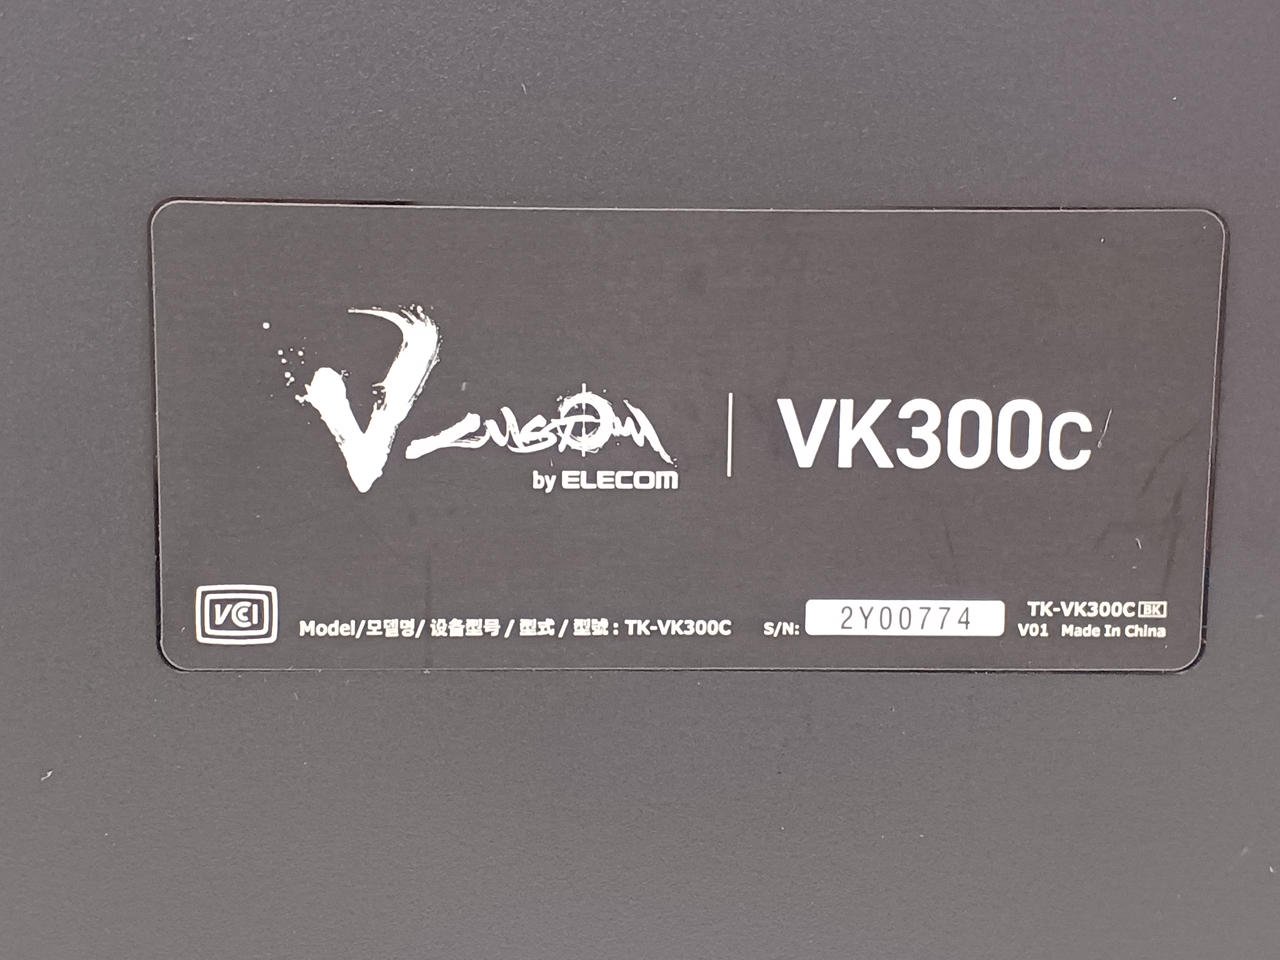 V custom
by ELECOM
VK300c
VCI
Model/모델명/设备型号/型式/型號: TK-VK300C
S/N: 2Y00774
TK-VK300C BK
V01 Made In China